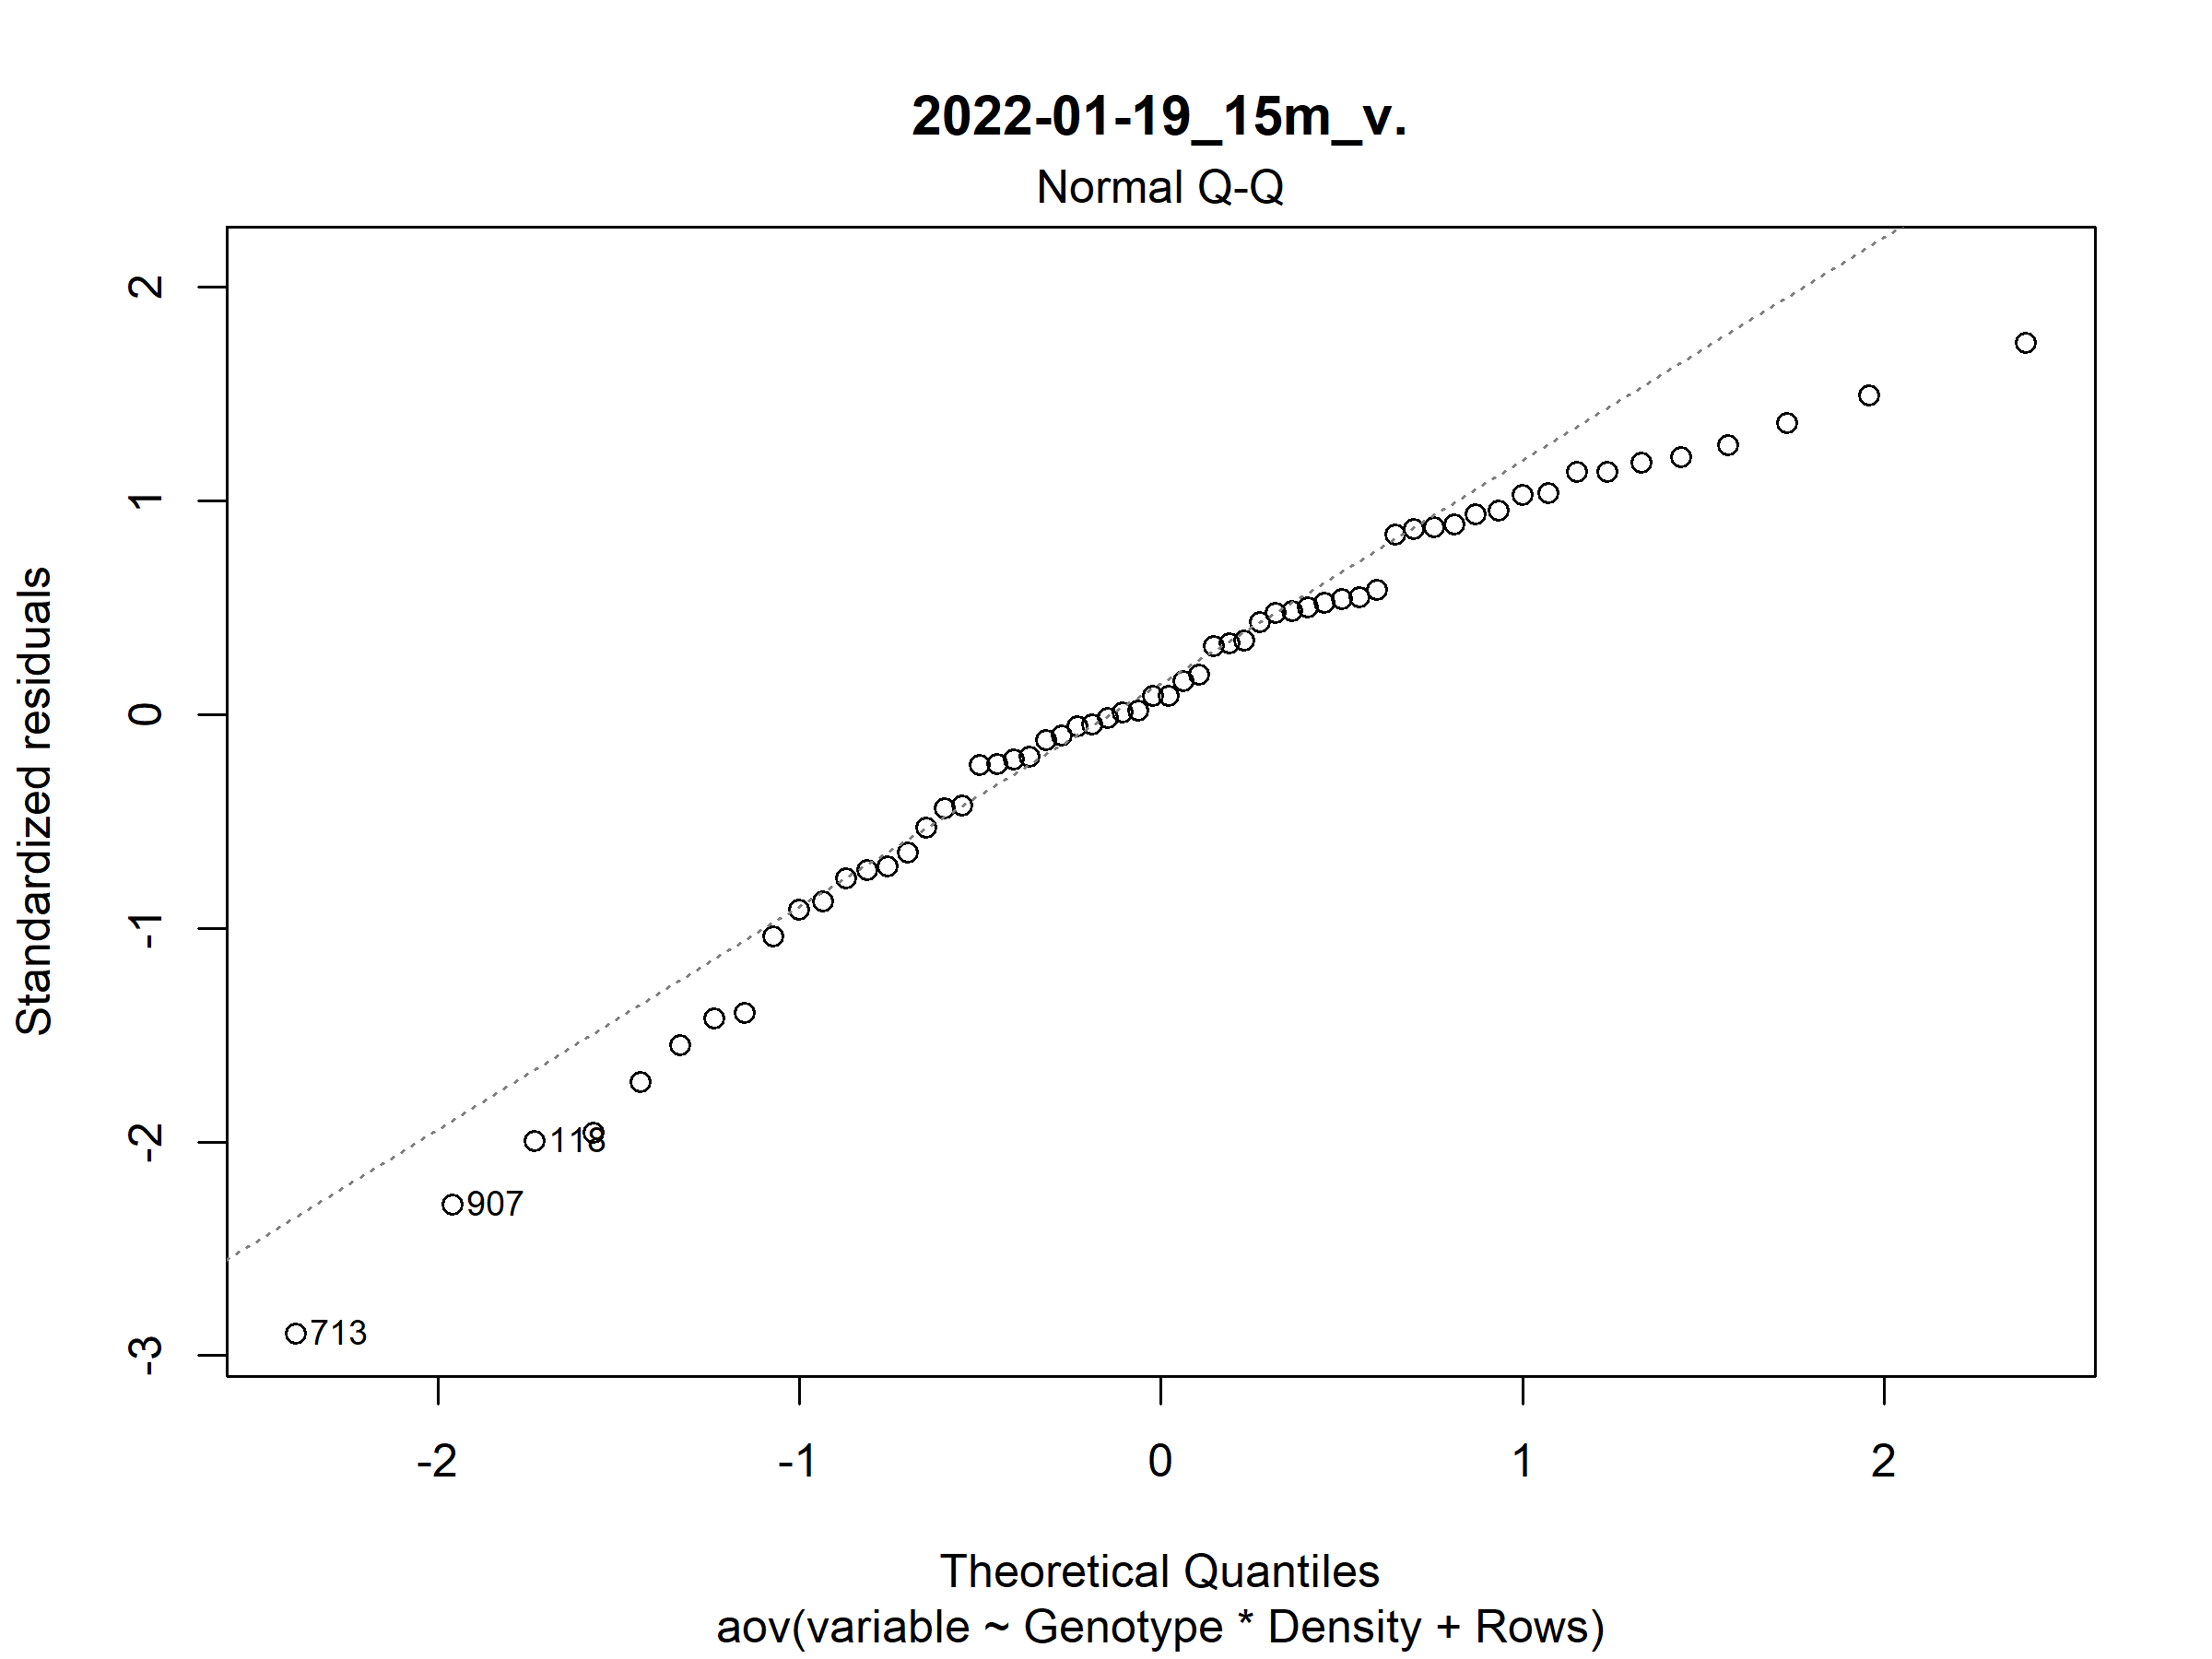 2022-01-19_15m_v.
Normal Q-Q
Standardized residuals
2
1
0
-1
-2
-3
118
907
713
-2
-1
0
1
2
Theoretical Quantiles
aov(variable ~ Genotype * Density + Rows)